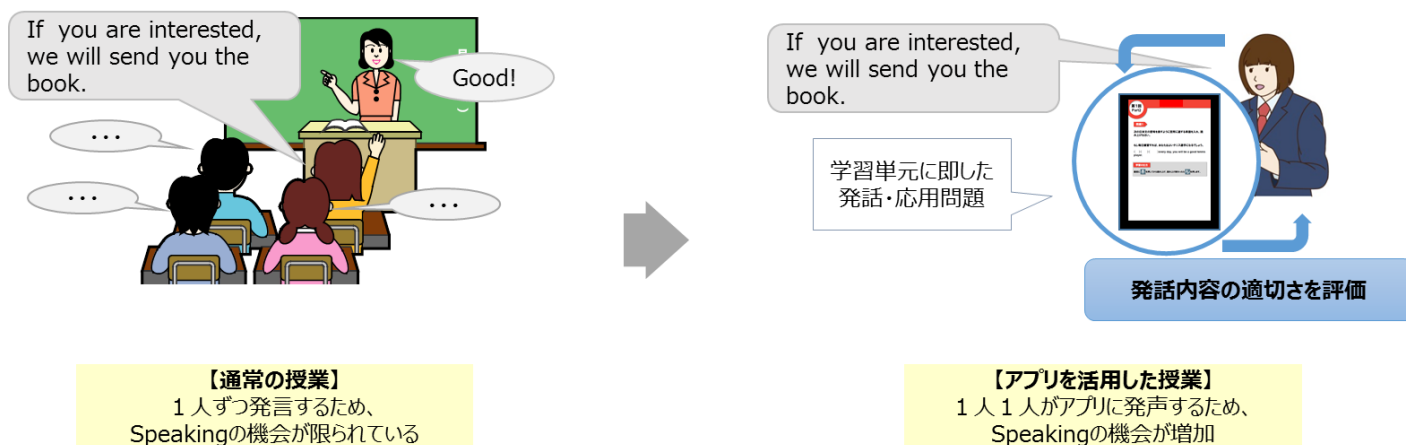 If you are interested,
we will send you the
book.
Good!
・・・
・・・
・・・
【通常の授業】
1人ずつ発言するため、
Speakingの機会が限られている
If you are interested,
we will send you the
book.
学習単元に即した
発話・応用問題
発話内容の適切さを評価
【アプリを活用した授業】
1人1人がアプリに発声するため、
Speakingの機会が増加